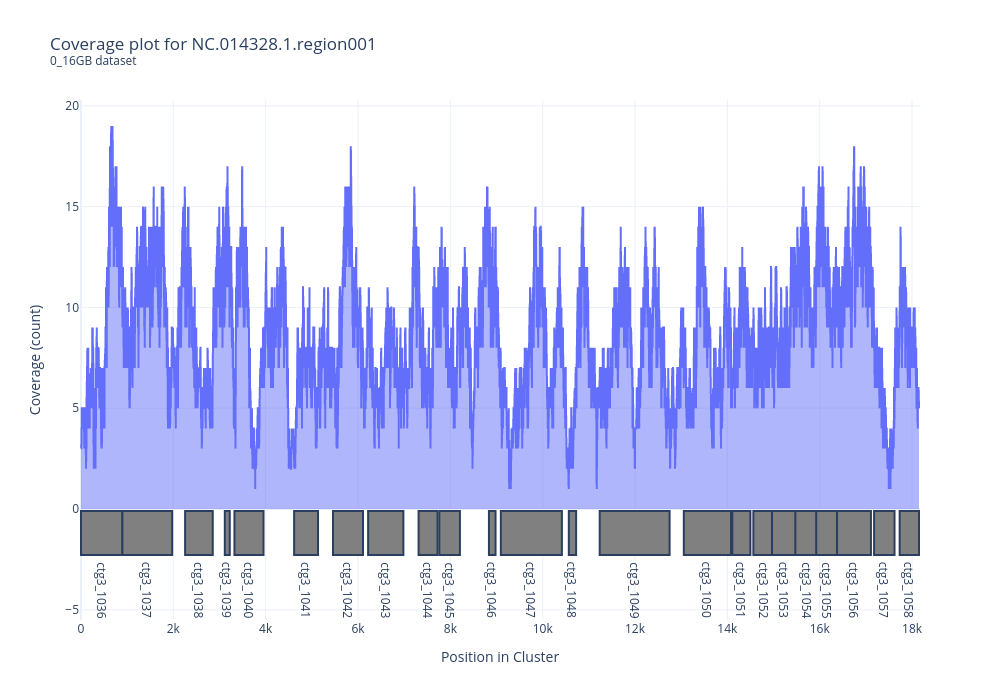 Coverage plot for NC.014328.1.region001
0_16GB dataset
20
15
10
5
0
−5
Coverage (count)
ctg3_1036
ctg3_1037
ctg3_1038
ctg3_1039
ctg3_1040
ctg3_1041
ctg3_1042
ctg3_1043
ctg3_1044
ctg3_1045
ctg3_1046
ctg3_1047
ctg3_1048
ctg3_1049
ctg3_1050
ctg3_1051
ctg3_1052
ctg3_1053
ctg3_1054
ctg3_1055
ctg3_1056
ctg3_1057
ctg3_1058
0 2k 4k 6k 8k 10k 12k 14k 16k 18k
Position in Cluster